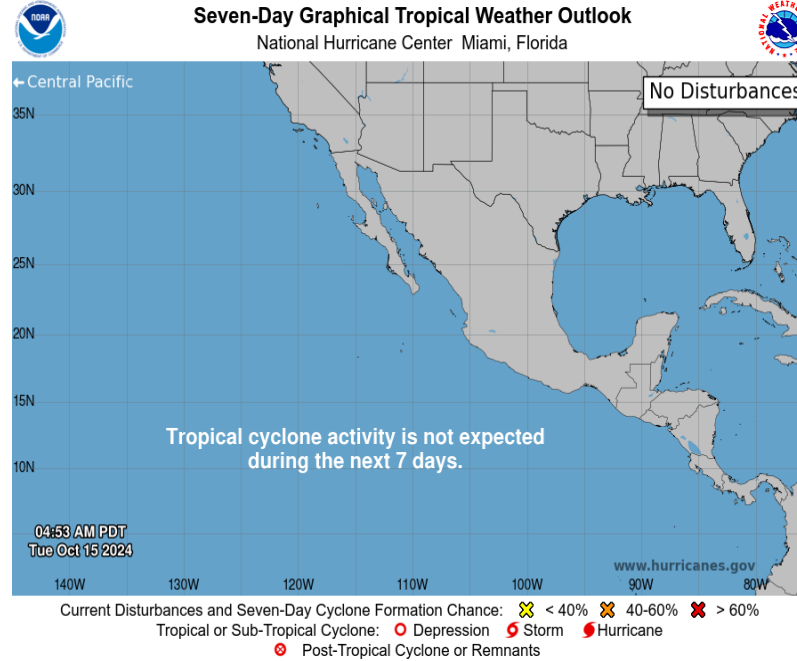 Seven-Day Graphical Tropical Weather Outlook
National Hurricane Center Miami, Florida
NOAA
← Central Pacific
No Disturbances
35N
30N
25N
20N
15N
10N
Tropical cyclone activity is not expected
during the next 7 days.
04:53 AM PDT
Tue Oct 15 2024
www.hurricanes.gov
140W 130W 120W 110W 100W 90W 80W
Current Disturbances and Seven-Day Cyclone Formation Chance: < 40% 40-60% > 60%
Tropical or Sub-Tropical Cyclone: Depression Storm Hurricane
Post-Tropical Cyclone or Remnants